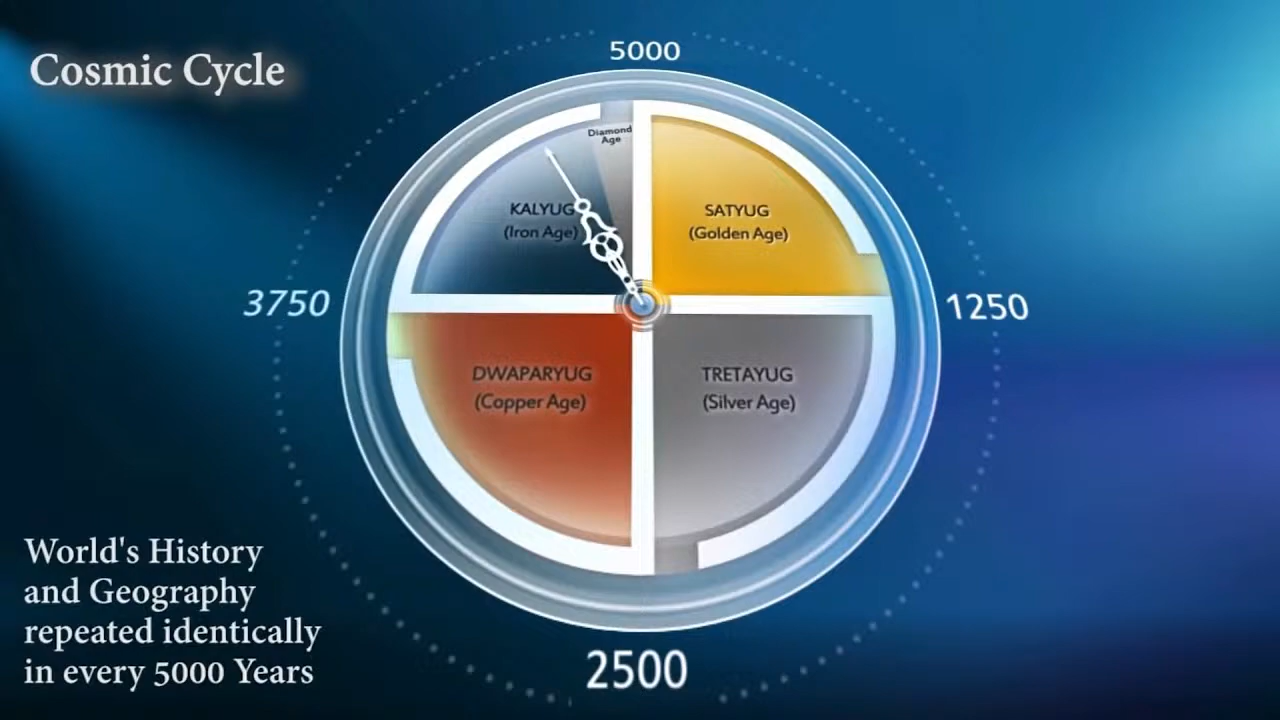 Cosmic Cycle
5000
Diamond
Age
KALYUG
(Iron Age)
SATYUG
(Golden Age)
3750
1250
DWAPARYUG
(Copper Age)
TRETAYUG
(Silver Age)
World's History
and Geography
repeated identically
in every 5000 Years
2500